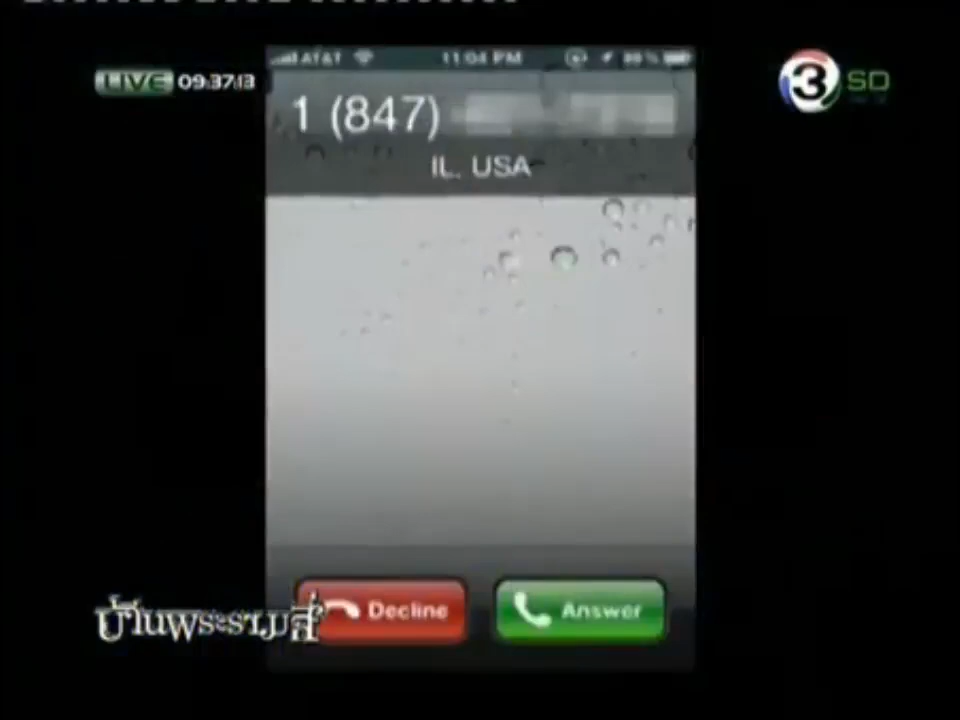 LIVE 09:37:13
AT&T 11:04 PM
3 SD
1 (847)
IL, USA
Decline
Answer
บ้านพระรามสี่